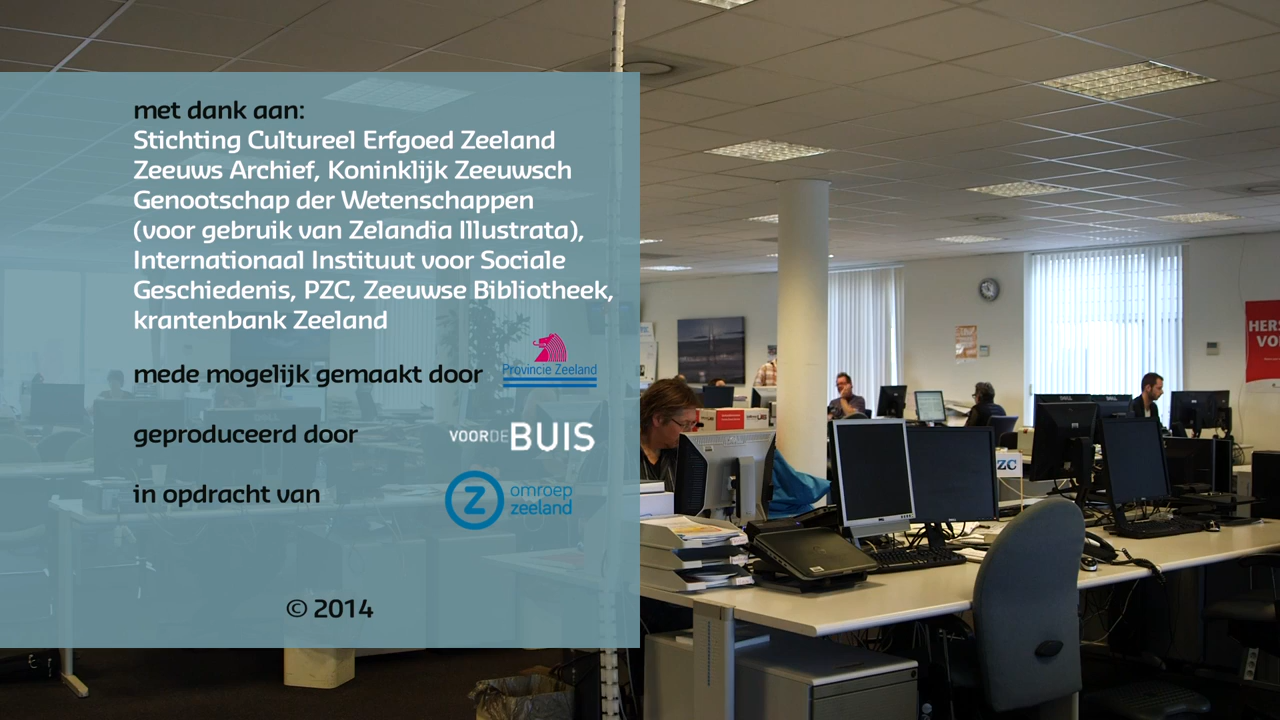 met dank aan:
Stichting Cultureel Erfgoed Zeeland
Zeeuws Archief, Koninklijk Zeeuwsch
Genootschap der Wetenschappen
(voor gebruik van Zelandia Illustrata),
Internationaal Instituut voor Sociale
Geschiedenis, PZC, Zeeuwse Bibliotheek,
krantenbank Zeeland
mede mogelijk gemaakt door
Provincie Zeeland
geproduceerd door
VOORDEBUIS
in opdracht van
Z
omroep
zeeland
© 2014
DELL
ZC